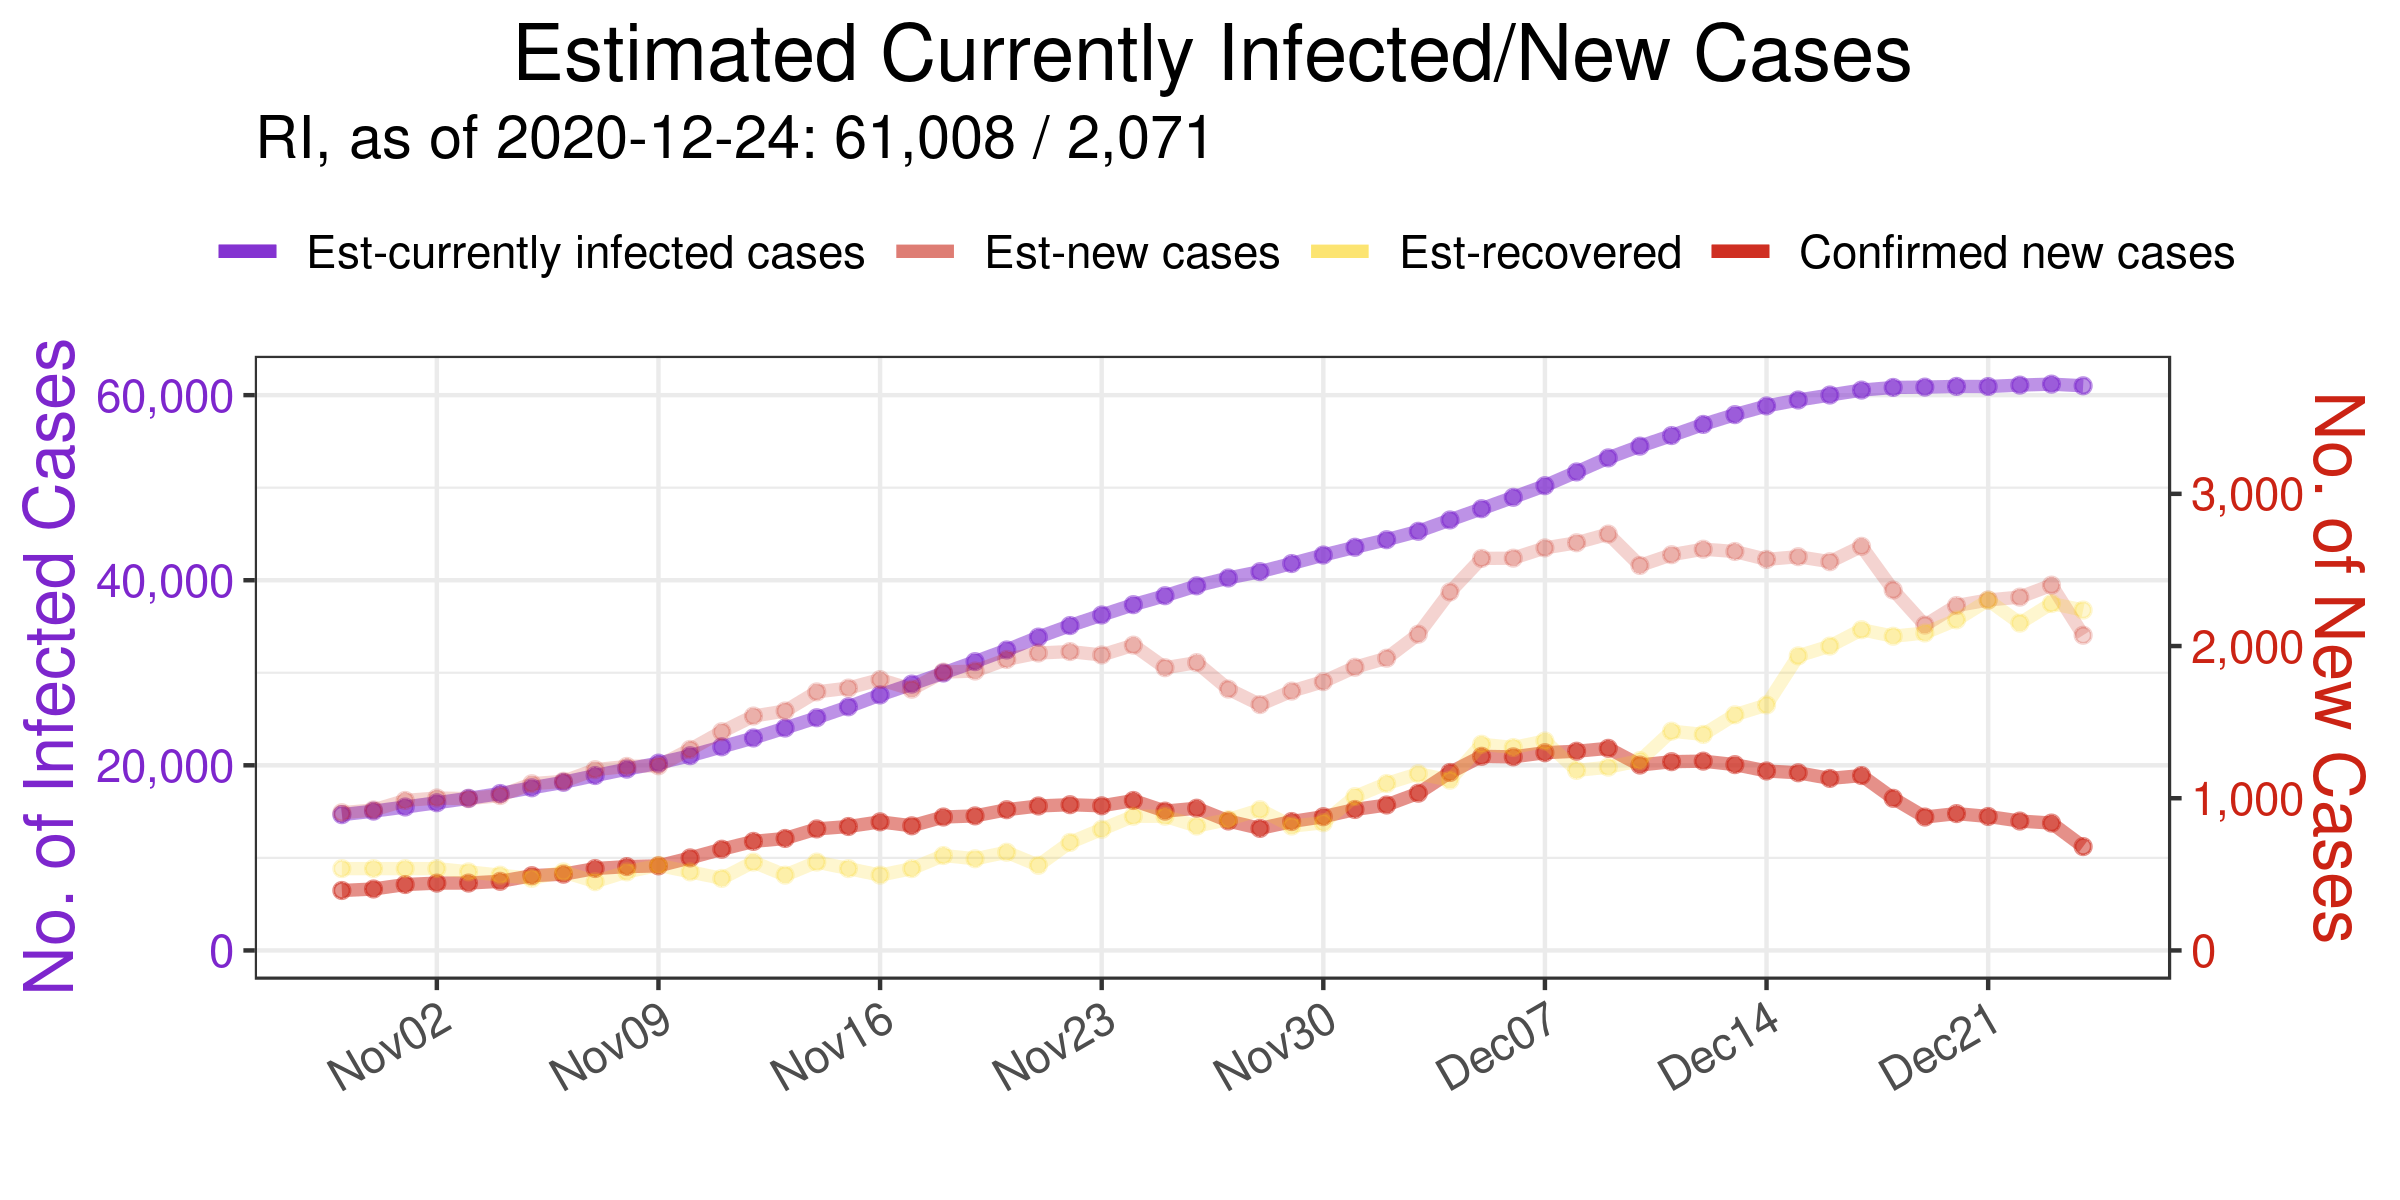 Estimated Currently Infected/New Cases
RI, as of 2020-12-24: 61,008 / 2,071
Est-currently infected cases Est-new cases Est-recovered Confirmed new cases
No. of Infected Cases
60,000
40,000
20,000
0
3,000
2,000
1,000
0
No. of New Cases
Nov02 Nov09 Nov16 Nov23 Nov30 Dec07 Dec14 Dec21